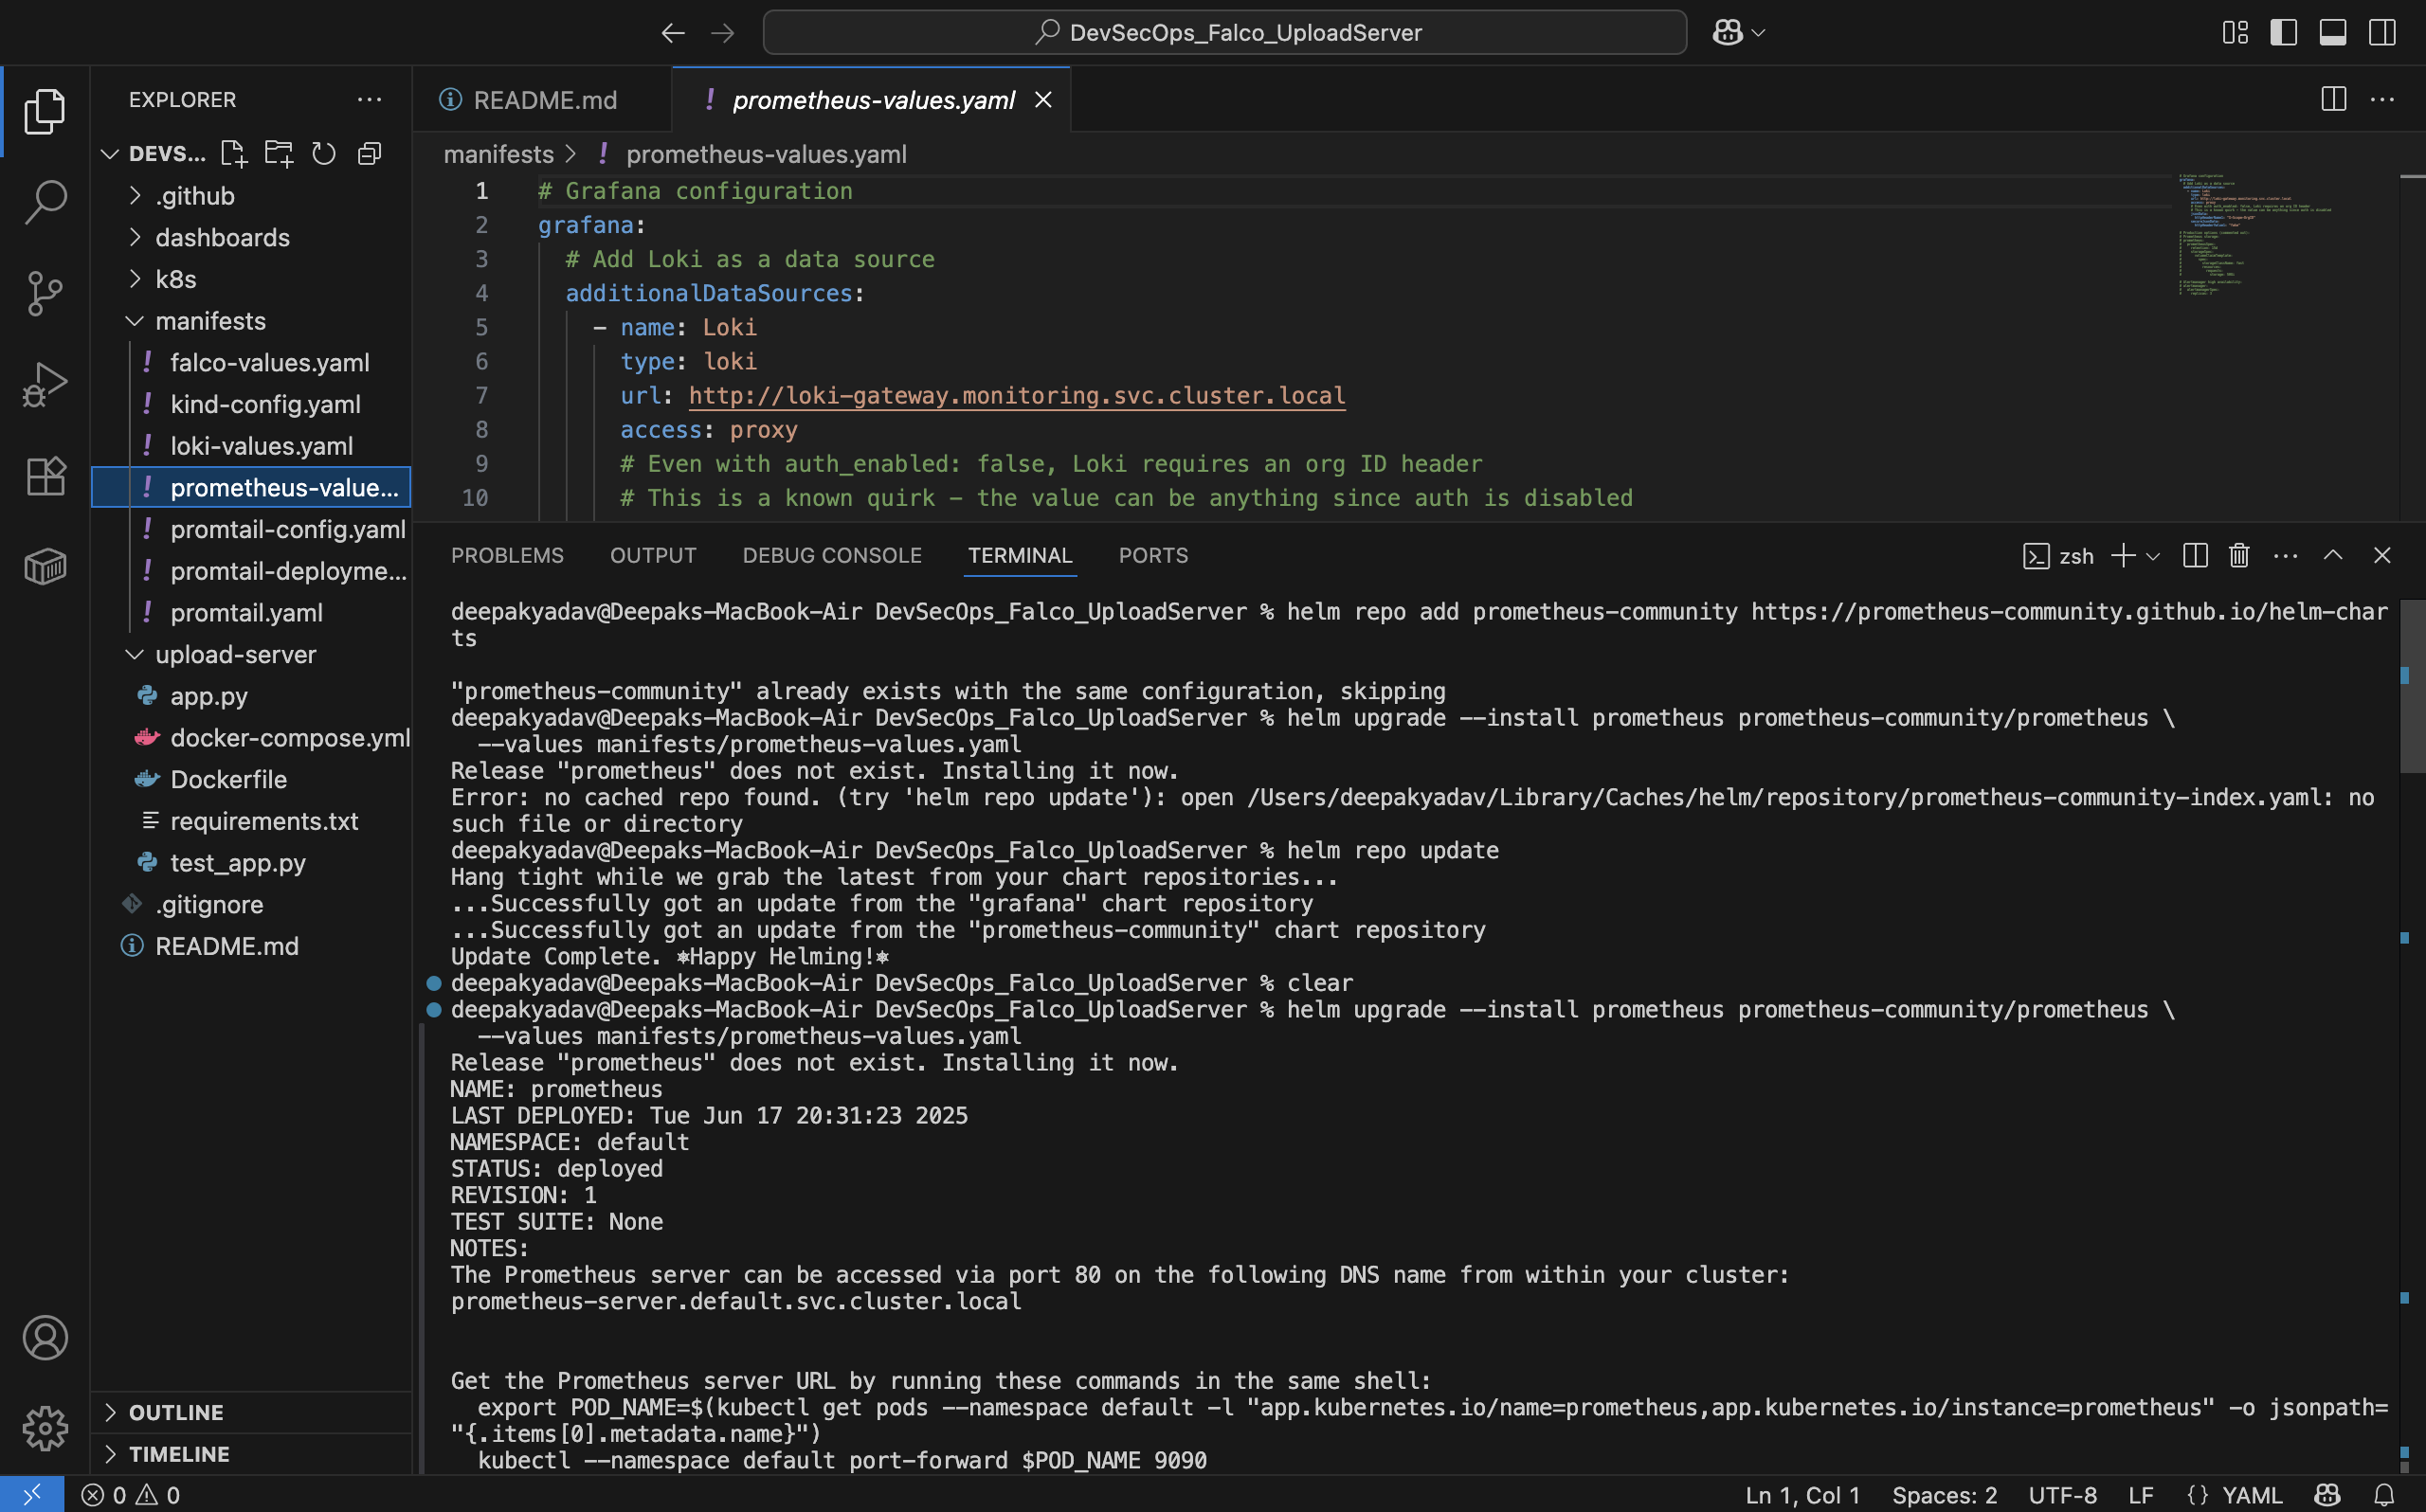 DevSecOps_Falco_UploadServer
EXPLORER
DEVS...
.github
dashboards
k8s
manifests
falco-values.yaml
kind-config.yaml
loki-values.yaml
prometheus-value...
promtail-config.yaml
promtail-deployme...
promtail.yaml
upload-server
app.py
docker-compose.yml
Dockerfile
requirements.txt
test_app.py
.gitignore
README.md
OUTLINE
TIMELINE
README.md
prometheus-values.yaml
manifests > ! prometheus-values.yaml
1 # Grafana configuration
2 grafana:
3 # Add Loki as a data source
4 additionalDataSources:
5 - name: Loki
6 type: loki
7 url: http://loki-gateway.monitoring.svc.cluster.local
8 access: proxy
9 # Even with auth_enabled: false, Loki requires an org ID header
10 # This is a known quirk - the value can be anything since auth is disabled
PROBLEMS OUTPUT DEBUG CONSOLE TERMINAL PORTS
zsh
deepakyadav@Deepaks-MacBook-Air DevSecOps_Falco_UploadServer % helm repo add prometheus-community https://prometheus-community.github.io/helm-char
ts
"prometheus-community" already exists with the same configuration, skipping
deepakyadav@Deepaks-MacBook-Air DevSecOps_Falco_UploadServer % helm upgrade --install prometheus prometheus-community/prometheus \
--values manifests/prometheus-values.yaml
Release "prometheus" does not exist. Installing it now.
Error: no cached repo found. (try 'helm repo update'): open /Users/deepakyadav/Library/Caches/helm/repository/prometheus-community-index.yaml: no
such file or directory
deepakyadav@Deepaks-MacBook-Air DevSecOps_Falco_UploadServer % helm repo update
Hang tight while we grab the latest from your chart repositories...
...Successfully got an update from the "grafana" chart repository
...Successfully got an update from the "prometheus-community" chart repository
Update Complete. ⎈Happy Helming!⎈
deepakyadav@Deepaks-MacBook-Air DevSecOps_Falco_UploadServer % clear
deepakyadav@Deepaks-MacBook-Air DevSecOps_Falco_UploadServer % helm upgrade --install prometheus prometheus-community/prometheus \
--values manifests/prometheus-values.yaml
Release "prometheus" does not exist. Installing it now.
NAME: prometheus
LAST DEPLOYED: Tue Jun 17 20:31:23 2025
NAMESPACE: default
STATUS: deployed
REVISION: 1
TEST SUITE: None
NOTES:
The Prometheus server can be accessed via port 80 on the following DNS name from within your cluster:
prometheus-server.default.svc.cluster.local
Get the Prometheus server URL by running these commands in the same shell:
export POD_NAME=$(kubectl get pods --namespace default -l "app.kubernetes.io/name=prometheus,app.kubernetes.io/instance=prometheus" -o jsonpath=
"{.items[0].metadata.name}")
kubectl --namespace default port-forward $POD_NAME 9090
0 0
Ln 1, Col 1 Spaces: 2 UTF-8 LF {} YAML